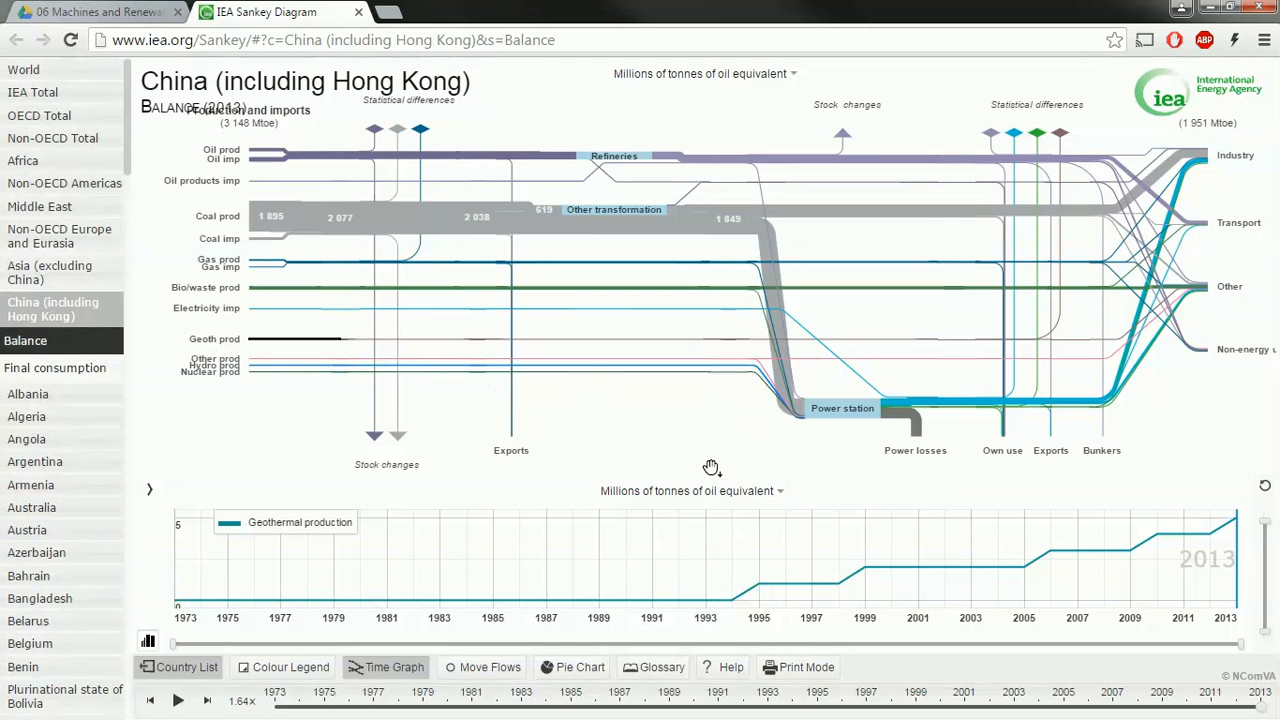 06 Machines and Renewa
IEA Sankey Diagram
www.iea.org/Sankey/#?c=China (including Hong Kong)&s=Balance
World
IEA Total
OECD Total
Non-OECD Total
Africa
Non-OECD Americas
Middle East
Non-OECD Europe
and Eurasia
Asia (excluding
China)
China (including
Hong Kong)
Balance
Final consumption
Albania
Algeria
Angola
Argentina
Armenia
Australia
Austria
Azerbaijan
Bahrain
Bangladesh
Belarus
Belgium
Benin
Plurinational state of
Bolivia
China (including Hong Kong)
Balance (2013)
Millions of tonnes of oil equivalent
iea International
Energy Agency
Production and imports
(3 148 Mtoe)
Statistical differences
Stock changes
Statistical differences
(1 951 Mtoe)
Oil prod
Oil imp
Oil products imp
Coal prod
Coal imp
Gas prod
Gas imp
Bio/waste prod
Electricity imp
Geoth prod
Other prod
Hydro prod
Nuclear prod
1 895
2 077
2 038
619
1 849
Refineries
Other transformation
Power station
Industry
Transport
Other
Non-energy u
Stock changes
Exports
Power losses
Own use
Exports
Bunkers
Millions of tonnes of oil equivalent
Geothermal production
5
0
2013
1973 1975 1977 1979 1981 1983 1985 1987 1989 1991 1993 1995 1997 1999 2001 2003 2005 2007 2009 2011 2013
Country List Colour Legend Time Graph Move Flows Pie Chart Glossary ? Help Print Mode
© NComVA
1.64x
1973 1975 1977 1979 1981 1983 1985 1987 1989 1991 1993 1995 1997 1999 2001 2003 2005 2007 2009 2011 2013
ABP